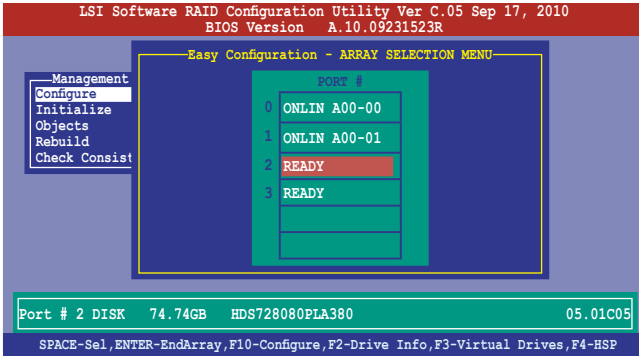 LSI Software RAID Configuration Utility Ver C.05 Sep 17, 2010
BIOS Version A.10.09231523R
Easy Configuration - ARRAY SELECTION MENU
Management
Configure
Initialize
Objects
Rebuild
Check Consist
PORT #
0 ONLIN A00-00
1 ONLIN A00-01
2 READY
3 READY
Port # 2 DISK 74.74GB HDS728080PLA380 05.01C05
SPACE-Sel,ENTER-EndArray,F10-Configure,F2-Drive Info,F3-Virtual Drives,F4-HSP